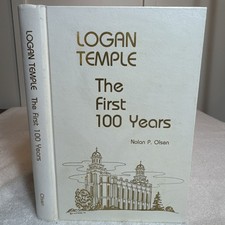 LOGAN
TEMPLE
The
First
100 Years
Nolan P. Olsen
LOGAN
TEMPLE
The First
100 Years
Olsen